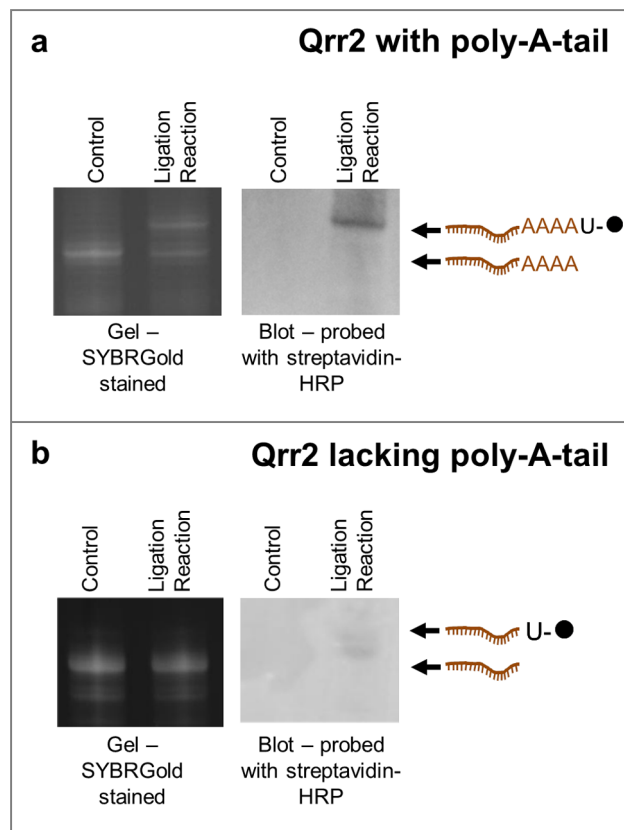 a
Qrr2 with poly-A-tail
Control
Ligation
Reaction
Control
Ligation
Reaction
AAAAU-
AAAA
Gel –
SYBRGold
stained
Blot – probed
with streptavidin-
HRP
b
Qrr2 lacking poly-A-tail
Control
Ligation
Reaction
Control
Ligation
Reaction
U-
Gel –
SYBRGold
stained
Blot – probed
with streptavidin-
HRP